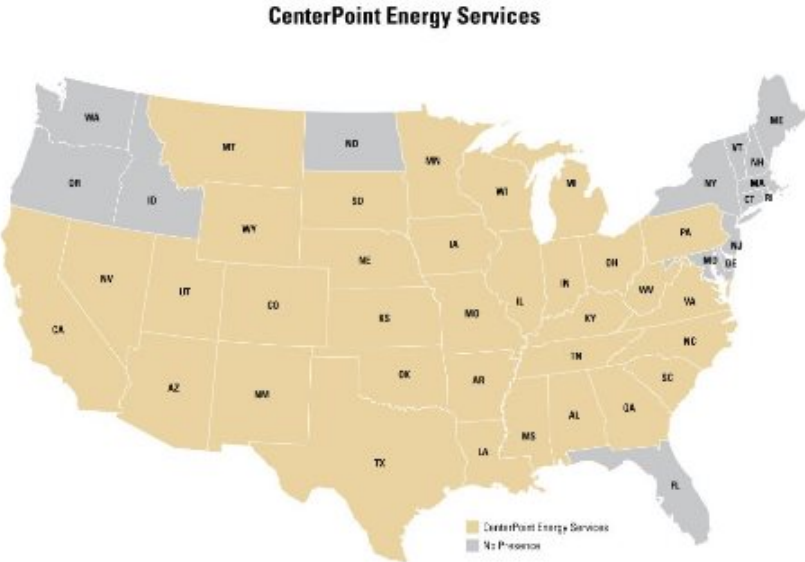 CenterPoint Energy Services
WA
ME
MT
ND
MN
VT
NH
OR
ID
SD
WI
MI
NY
MA
CT
RI
WY
IA
PA
NE
NJ
NV
UT
CO
IL
IN
OH
MD
DE
KS
MO
WV
VA
CA
KY
NC
AZ
NM
OK
AR
TN
SC
TX
LA
MS
AL
GA
FL
CenterPoint Energy Services
No Presence